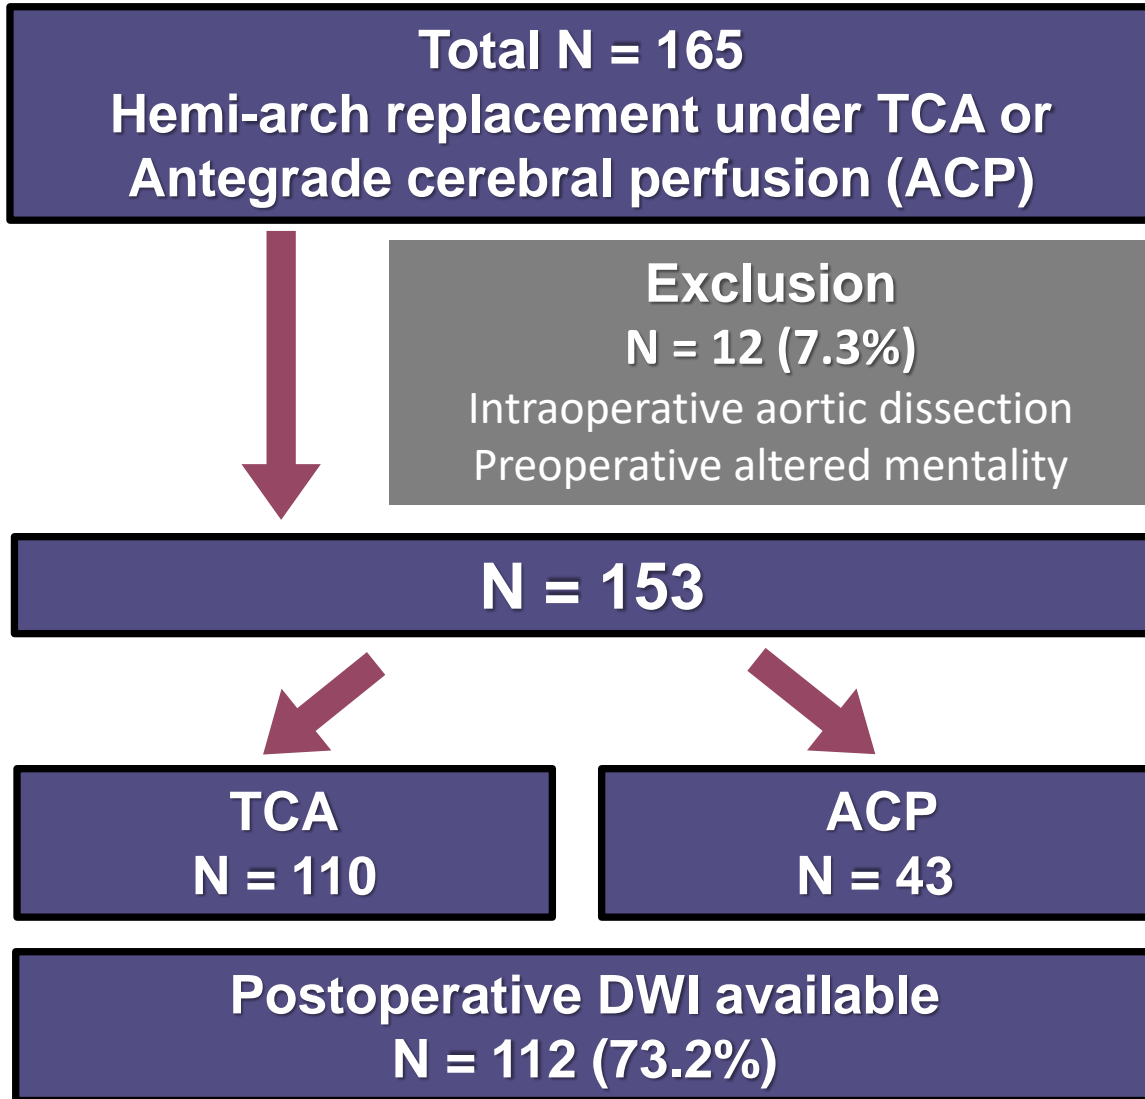 Total N = 165
Hemi-arch replacement under TCA or
Antegrade cerebral perfusion (ACP)
Exclusion
N = 12 (7.3%)
Intraoperative aortic dissection
Preoperative altered mentality
N = 153
TCA
N = 110
ACP
N = 43
Postoperative DWI available
N = 112 (73.2%)